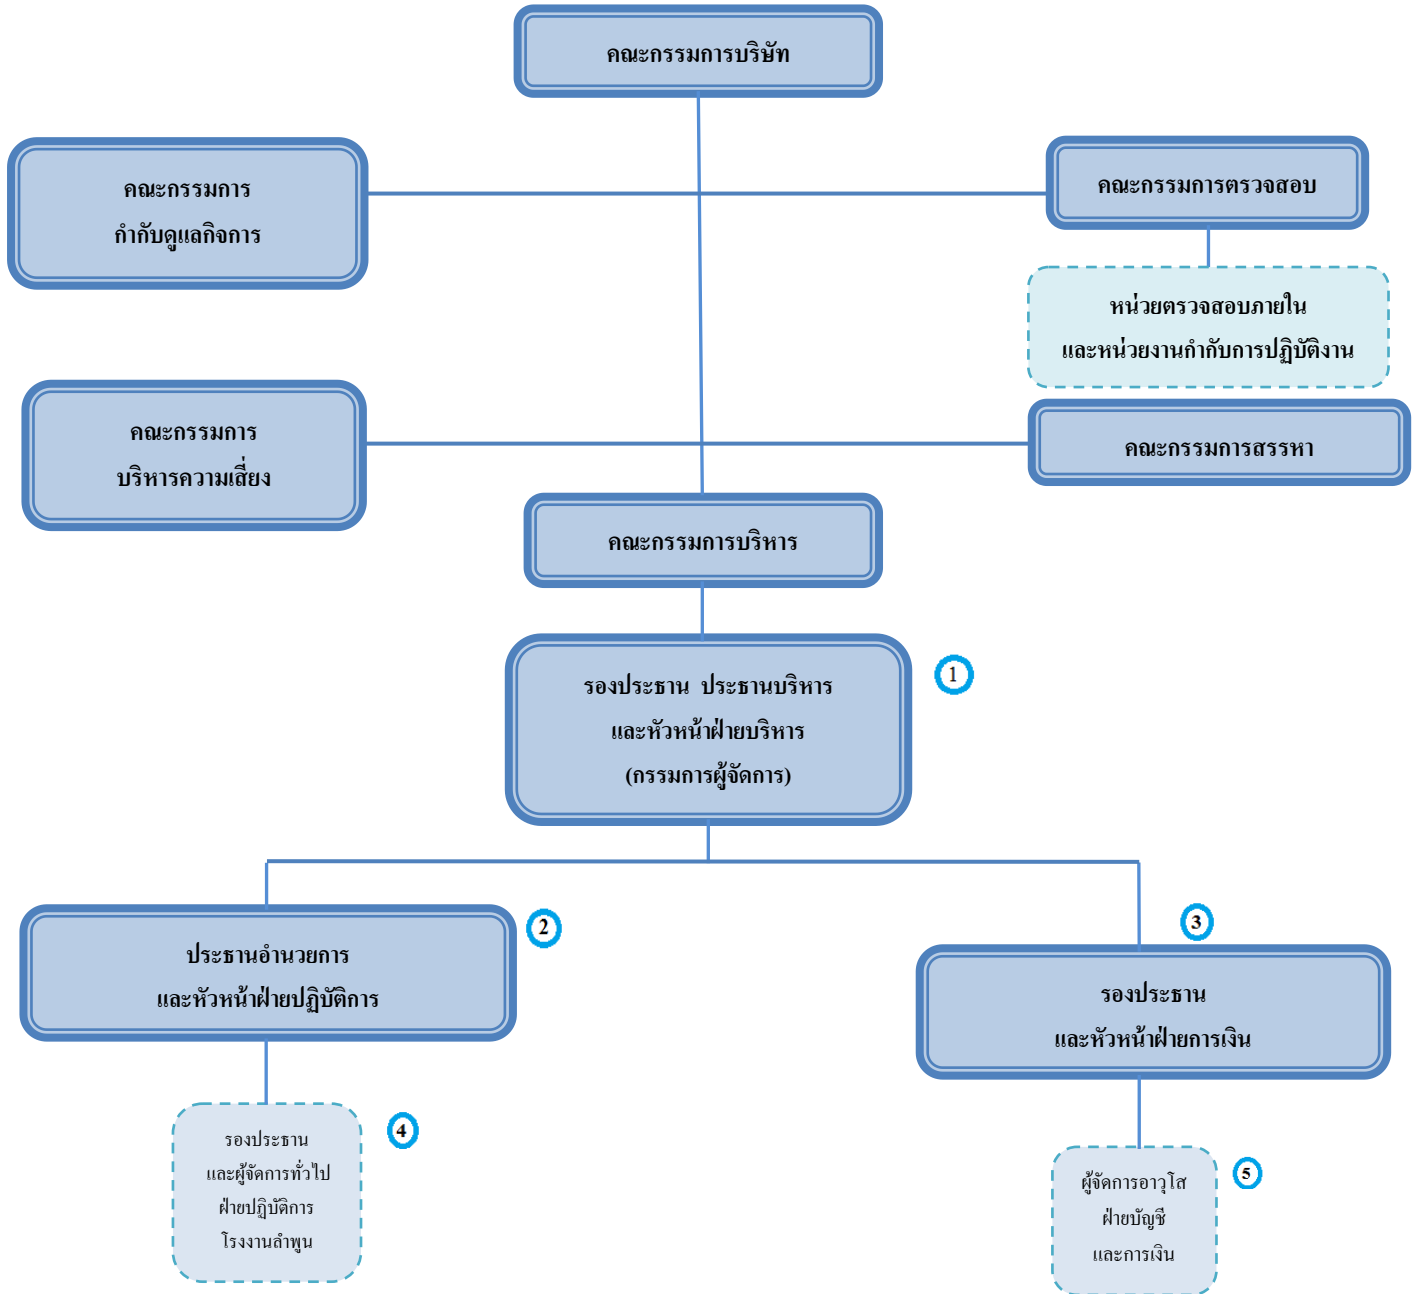 คณะกรรมการบริษัท
คณะกรรมการ
กำกับดูแลกิจการ
คณะกรรมการตรวจสอบ
หน่วยตรวจสอบภายใน
และหน่วยงานกำกับการปฏิบัติงาน
คณะกรรมการ
บริหารความเสี่ยง
คณะกรรมการสรรหา
คณะกรรมการบริหาร
รองประธาน ประธานบริหาร
และหัวหน้าฝ่ายบริหาร
(กรรมการผู้จัดการ)
1
ประธานอำนวยการ
และหัวหน้าฝ่ายปฏิบัติการ
2
3
รองประธาน
และหัวหน้าฝ่ายการเงิน
รองประธาน
และผู้จัดการทั่วไป
ฝ่ายปฏิบัติการ
โรงงานลำพูน
4
ผู้จัดการอาวุโส
ฝ่ายบัญชี
และการเงิน
5